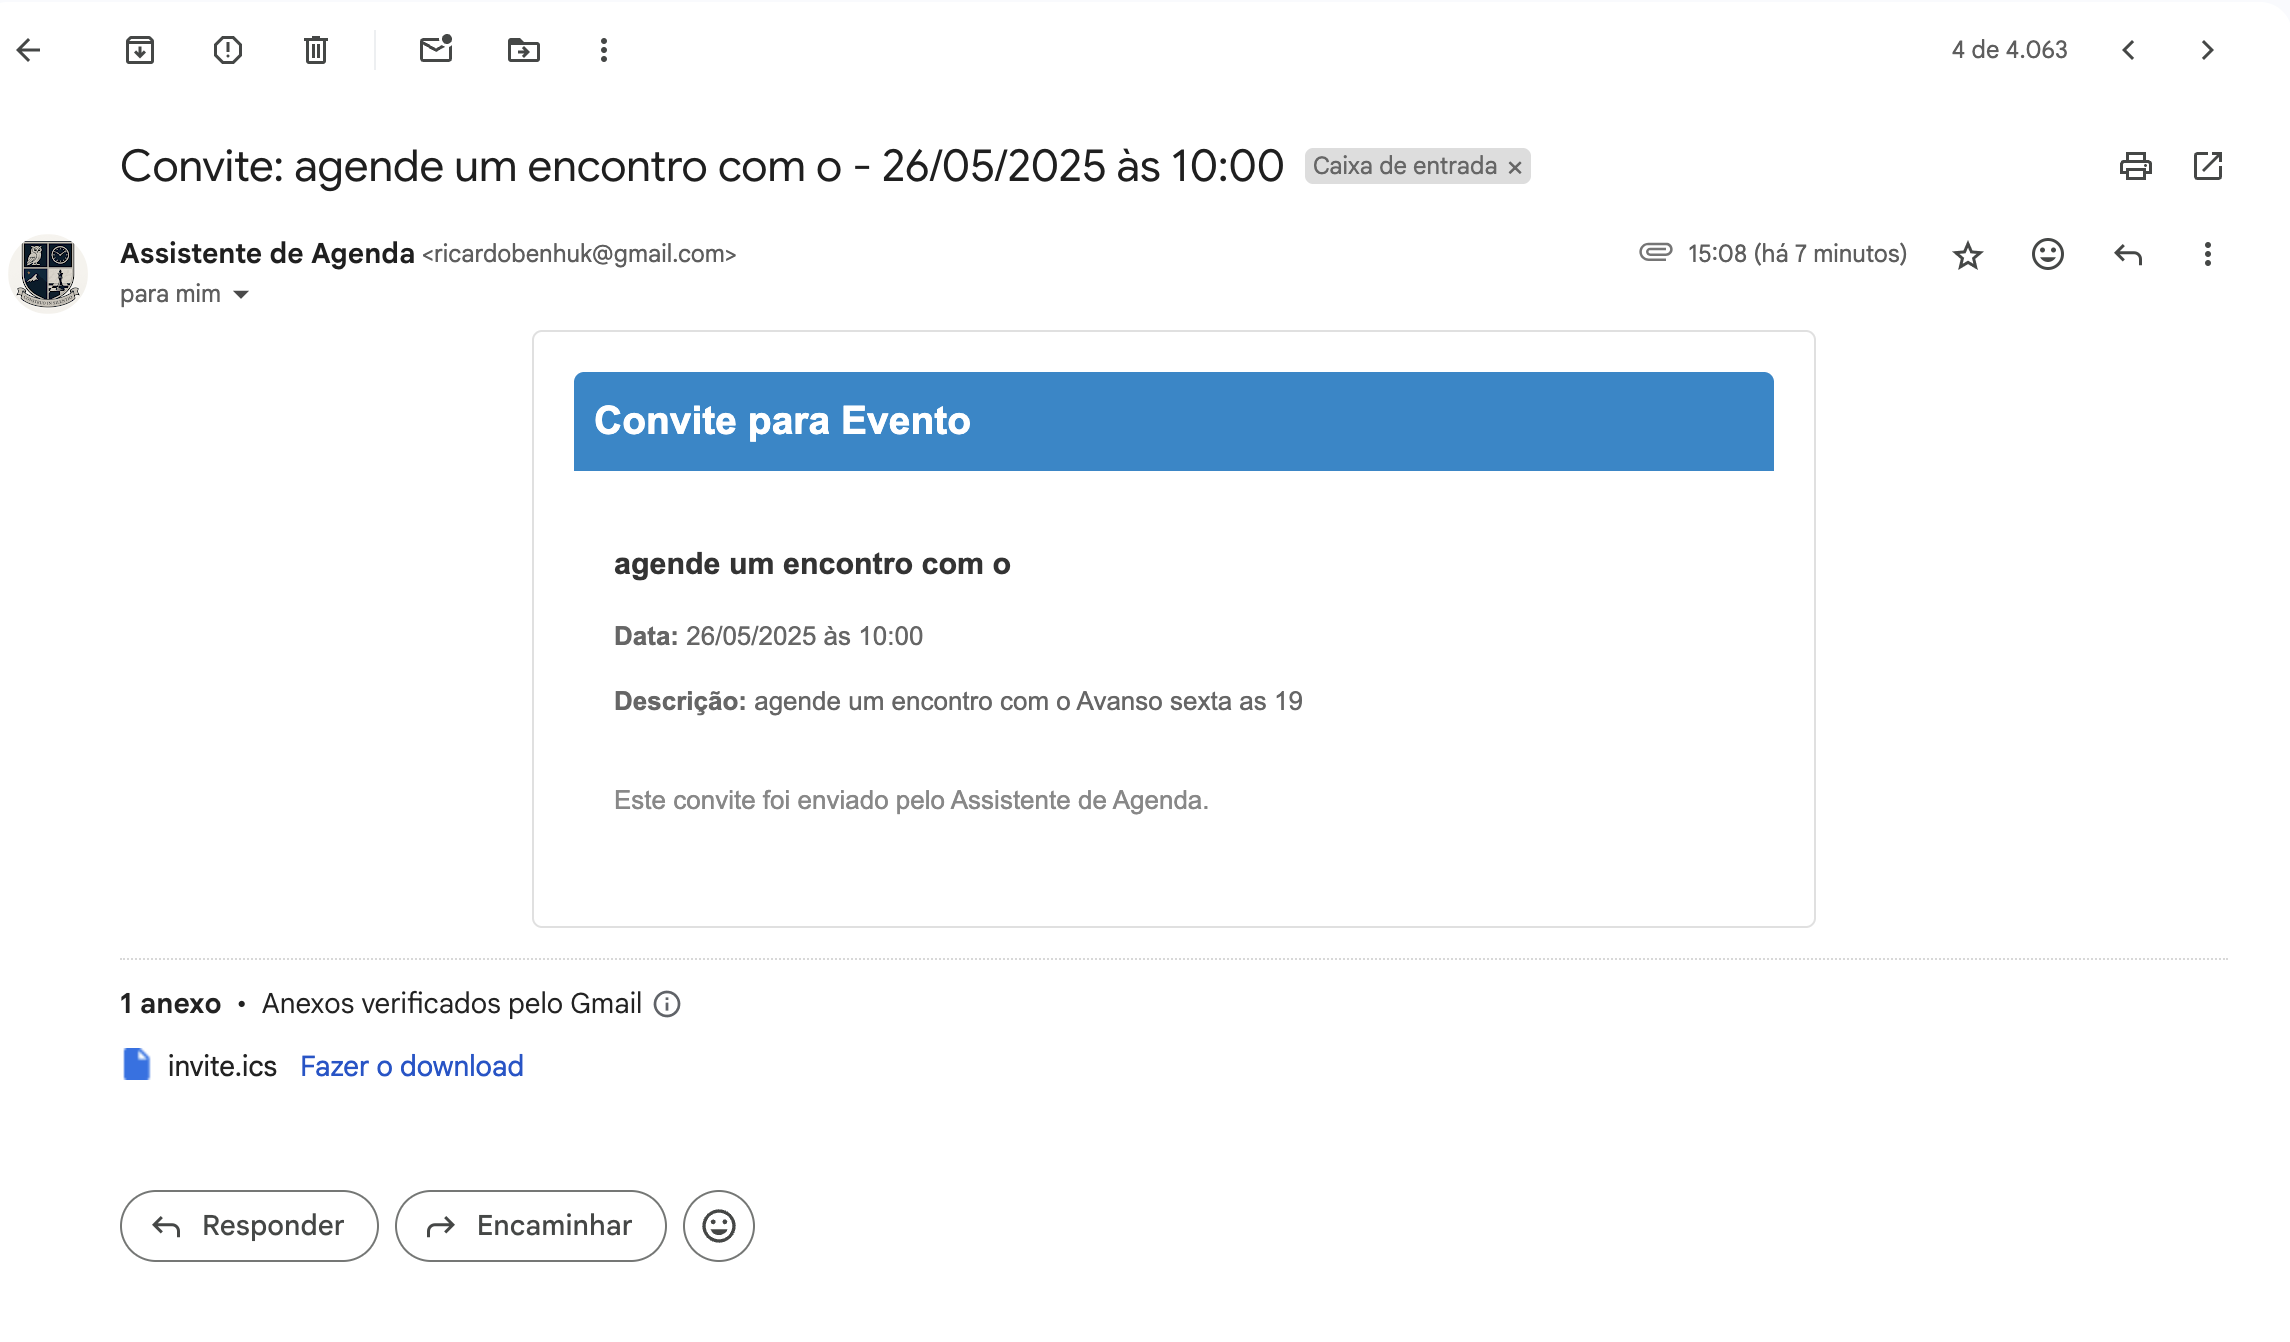 4 de 4.063
Convite: agende um encontro com o - 26/05/2025 às 10:00 Caixa de entrada ×
Assistente de Agenda <ricardobenhuk@gmail.com> 15:08 (há 7 minutos)
para mim
Convite para Evento
agende um encontro com o
Data: 26/05/2025 às 10:00
Descrição: agende um encontro com o Avanso sexta as 19
Este convite foi enviado pelo Assistente de Agenda.
1 anexo • Anexos verificados pelo Gmail
invite.ics Fazer o download
Responder Encaminhar